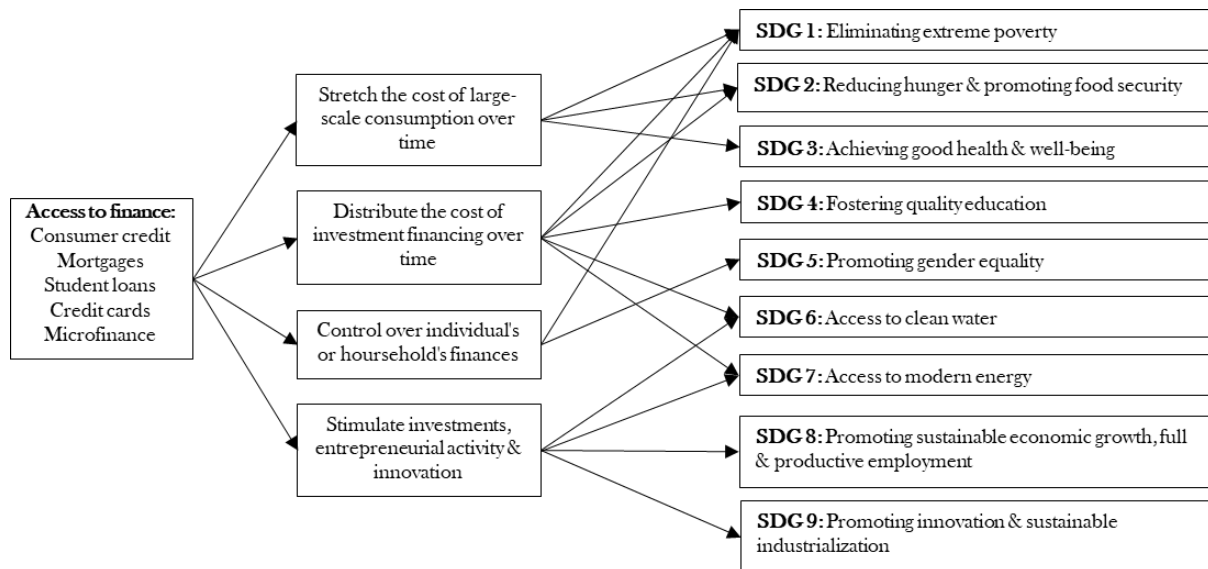 Access to finance:
Consumer credit
Mortgages
Student loans
Credit cards
Microfinance
Stretch the cost of large-
scale consumption over
time
Distribute the cost of
investment financing over
time
Control over individual's
or hourshold's finances
Stimulate investments,
entrepreneurial activity &
innovation
SDG 1: Eliminating extreme poverty
SDG 2: Reducing hunger & promoting food security
SDG 3: Achieving good health & well-being
SDG 4: Fostering quality education
SDG 5: Promoting gender equality
SDG 6: Access to clean water
SDG 7: Access to modern energy
SDG 8: Promoting sustainable economic growth, full
& productive employment
SDG 9: Promoting innovation & sustainable
industrialization